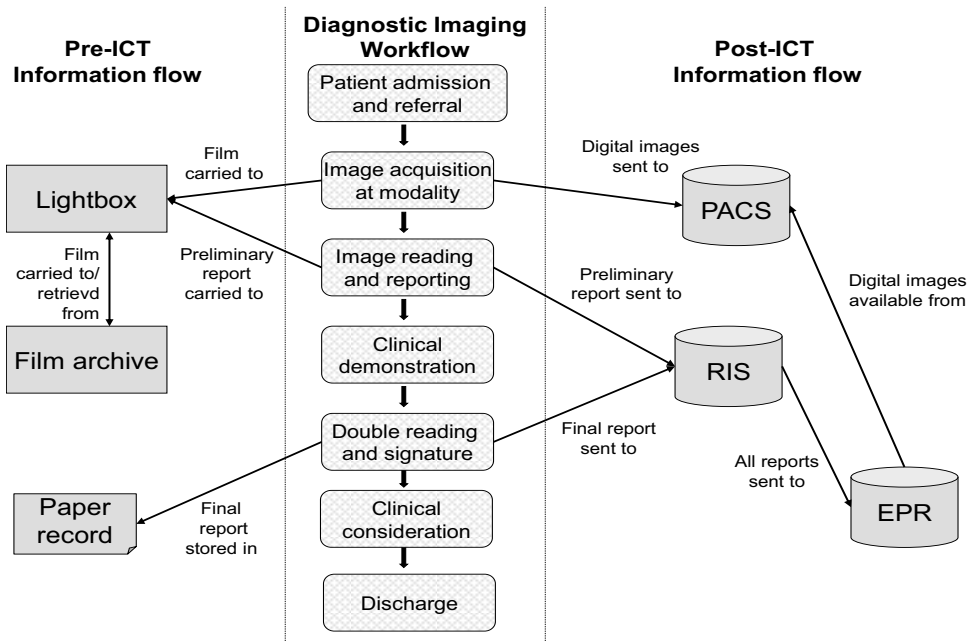 Pre-ICT
Information flow
Diagnostic Imaging
Workflow
Post-ICT
Information flow
Patient admission
and referral
Film
carried to
Image acquisition
at modality
Digital images
sent to
Lightbox
PACS
Film
carried to/
retrievd
from
Preliminary
report
carried to
Image reading
and reporting
Preliminary
report sent to
Digital images
available from
Film archive
Clinical
demonstration
RIS
Double reading
and signature
Final report
sent to
All reports
sent to
Paper
record
Final
report
stored in
Clinical
consideration
EPR
Discharge